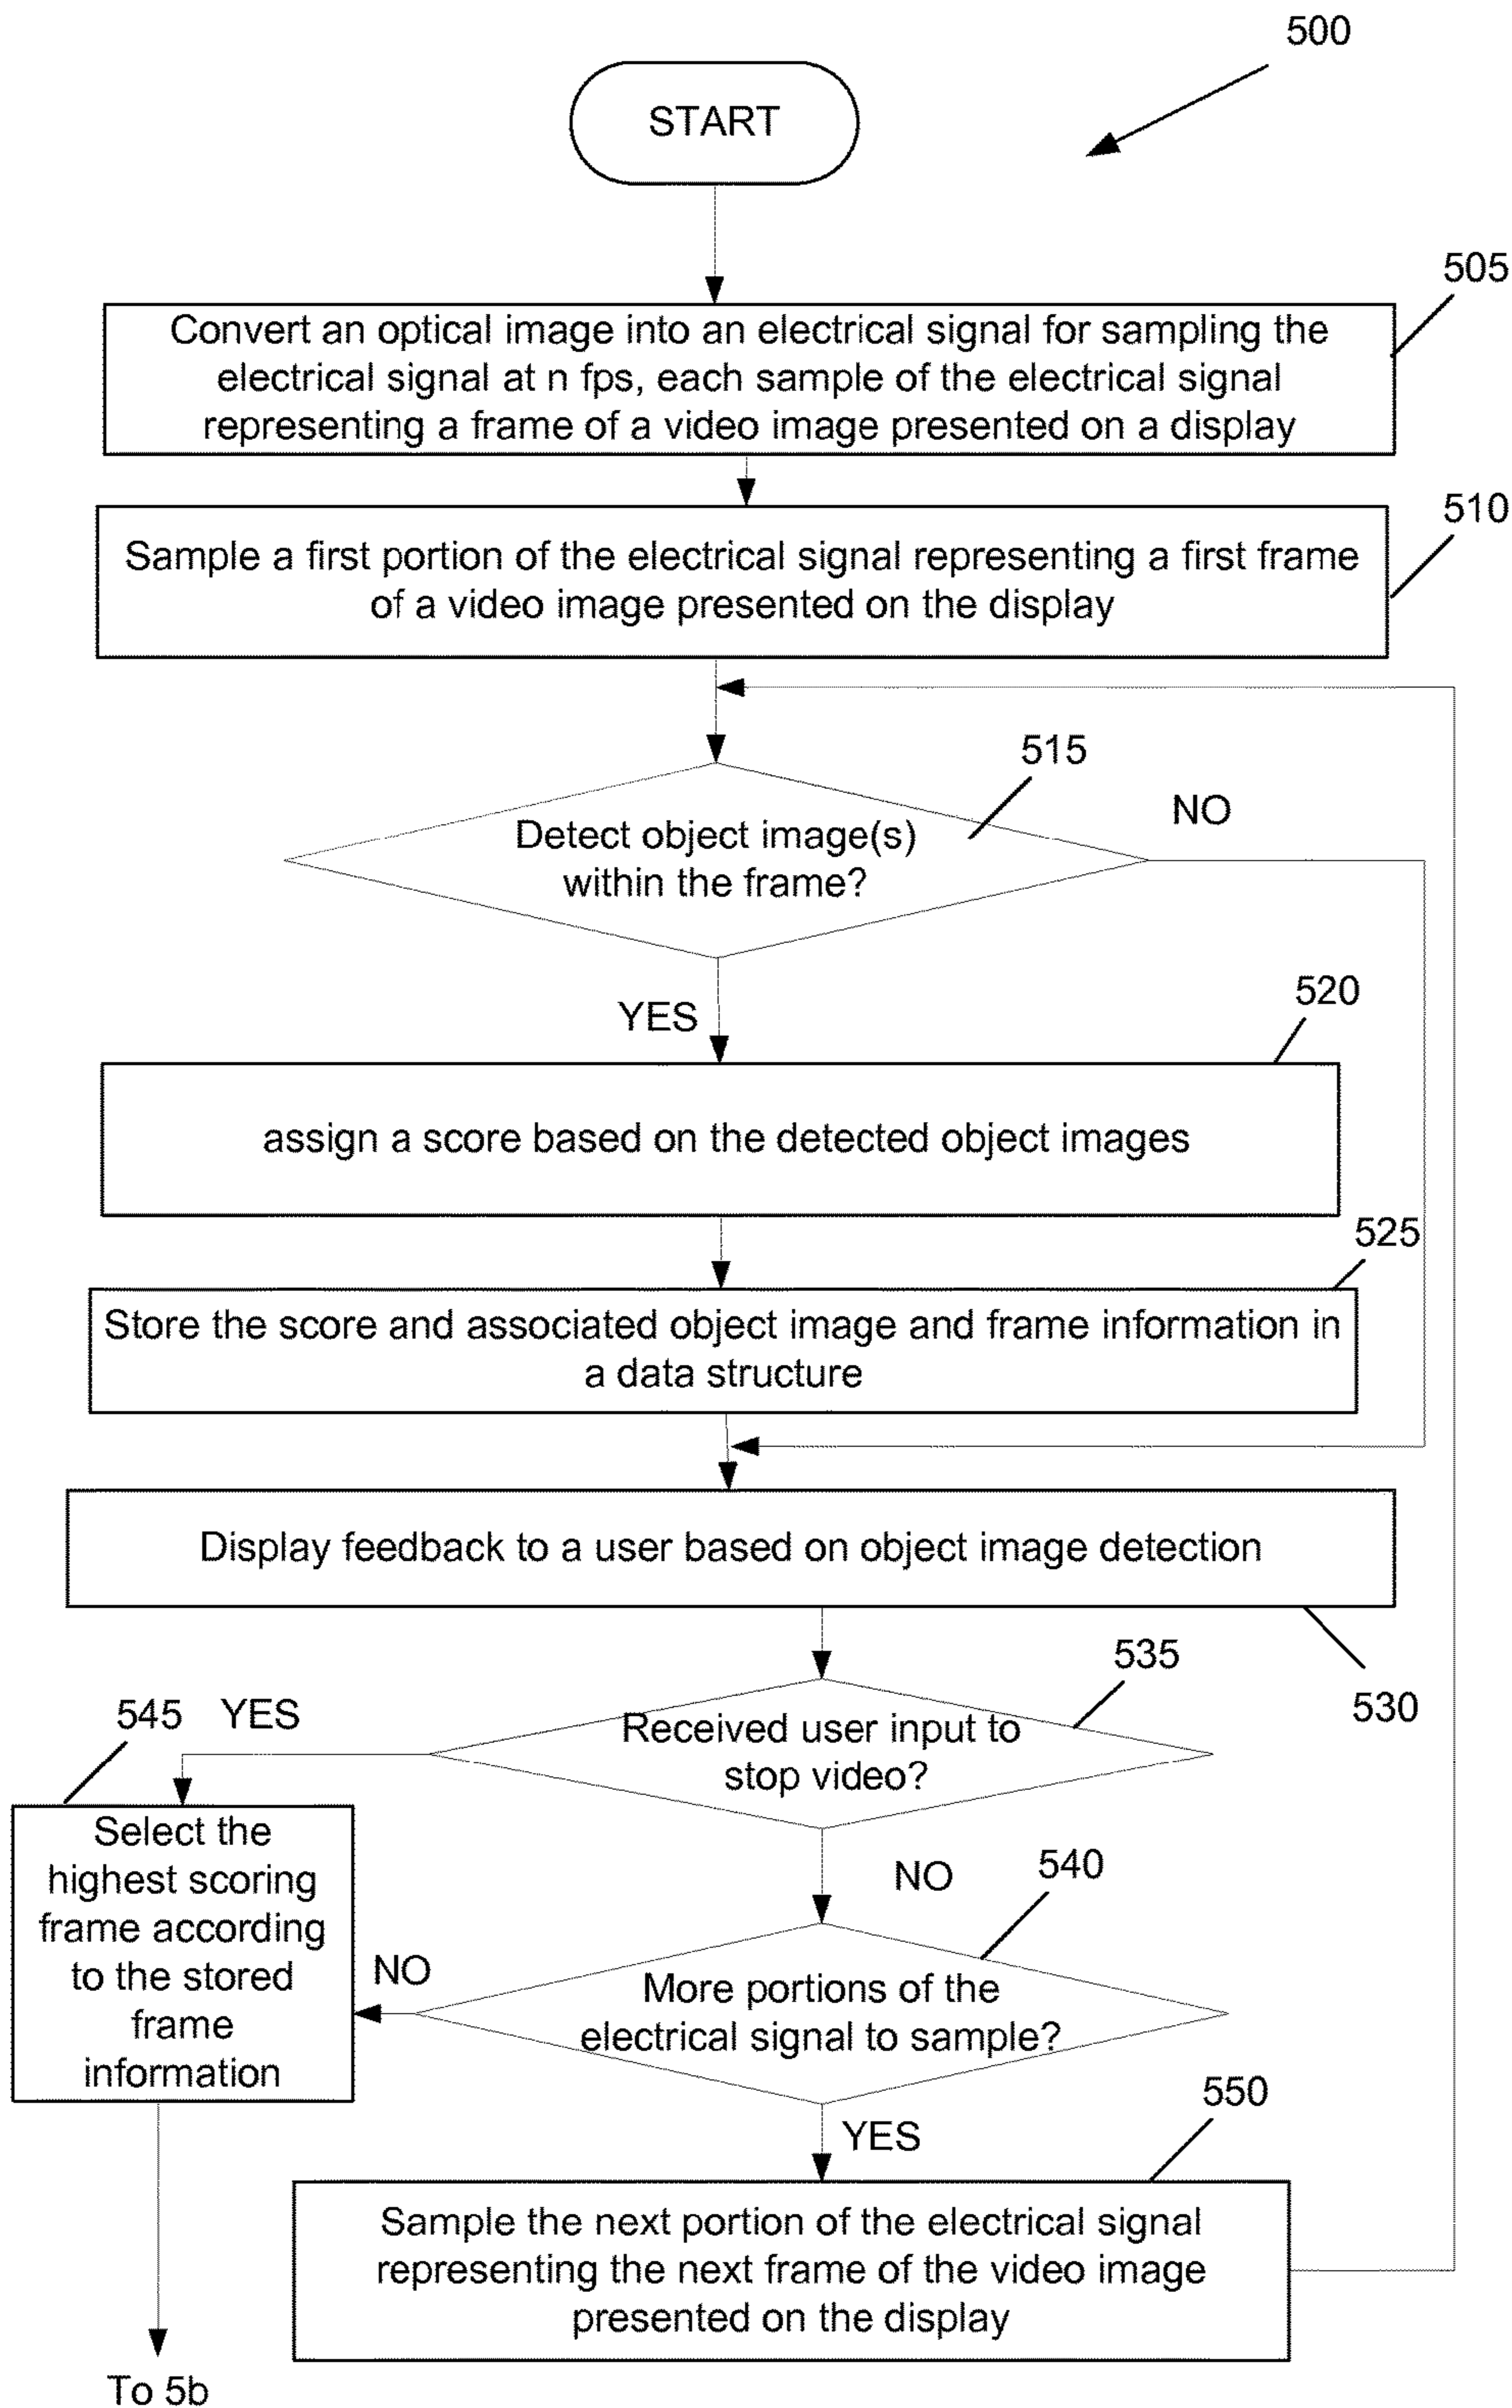 500
START
505
Convert an optical image into an electrical signal for sampling the
electrical signal at n fps, each sample of the electrical signal
representing a frame of a video image presented on a display
510
Sample a first portion of the electrical signal representing a first frame
of a video image presented on the display
515
NO
Detect object image(s)
within the frame?
YES
520
assign a score based on the detected object images
525
Store the score and associated object image and frame information in
a data structure
Display feedback to a user based on object image detection
530
535
545
YES
Received user input to
stop video?
Select the
highest scoring
frame according
to the stored
frame
information
NO
540
NO
More portions of the
electrical signal to sample?
YES
550
Sample the next portion of the electrical signal
representing the next frame of the video image
presented on the display
To 5b